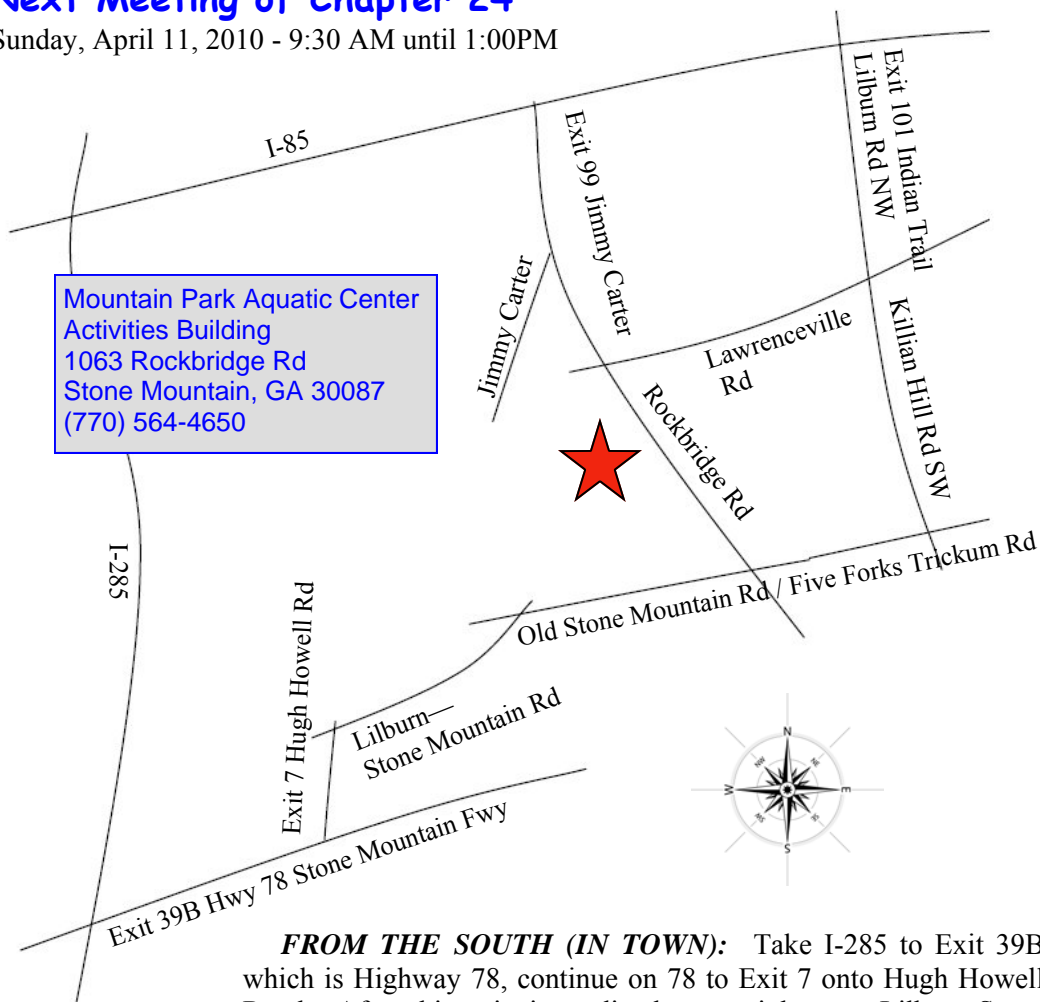 Next Meeting of Chapter 24
Sunday, April 11, 2010 - 9:30 AM until 1:00PM
I-85
Exit 99 Jimmy Carter
Exit 101 Indian Trail
Lilburn Rd NW
Mountain Park Aquatic Center
Activities Building
1063 Rockbridge Rd
Stone Mountain, GA 30087
(770) 564-4650
Jimmy Carter
Lawrenceville
Rd
Killian Hill Rd SW
Rockbridge Rd
I-285
Old Stone Mountain Rd / Five Forks Trickum Rd
Exit 7 Hugh Howell Rd
Lilburn—
Stone Mountain Rd
Exit 39B Hwy 78 Stone Mountain Fwy
N
NW
NE
W
E
SW
SE
S
FROM THE SOUTH (IN TOWN): Take I-285 to Exit 39B
which is Highway 78, continue on 78 to Exit 7 onto Hugh Howell